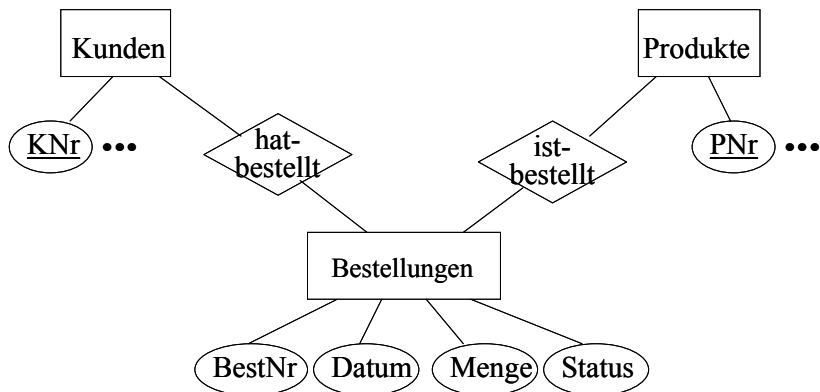 Kunden
Produkte
KNr •••
hat-
bestellt
ist-
bestellt
PNr •••
Bestellungen
BestNr
Datum
Menge
Status